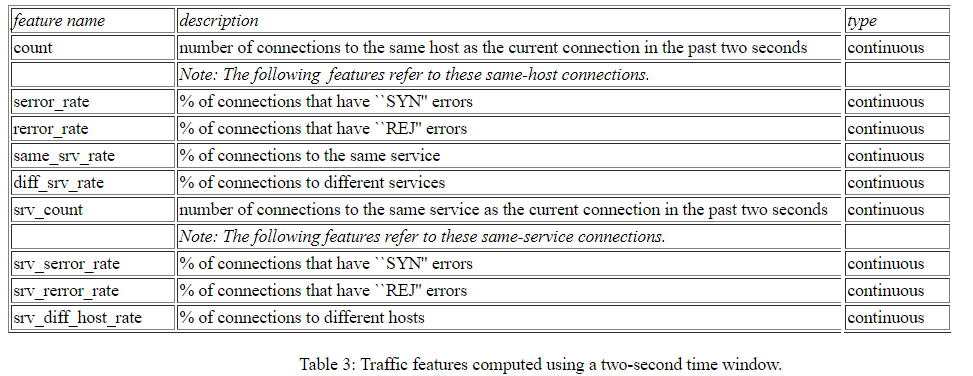 feature name description type
count number of connections to the same host as the current connection in the past two seconds continuous
Note: The following features refer to these same-host connections.
serror_rate % of connections that have ``SYN'' errors continuous
rerror_rate % of connections that have ``REJ'' errors continuous
same_srv_rate % of connections to the same service continuous
diff_srv_rate % of connections to different services continuous
srv_count number of connections to the same service as the current connection in the past two seconds continuous
Note: The following features refer to these same-service connections.
srv_serror_rate % of connections that have ``SYN'' errors continuous
srv_rerror_rate % of connections that have ``REJ'' errors continuous
srv_diff_host_rate % of connections to different hosts continuous
Table 3: Traffic features computed using a two-second time window.